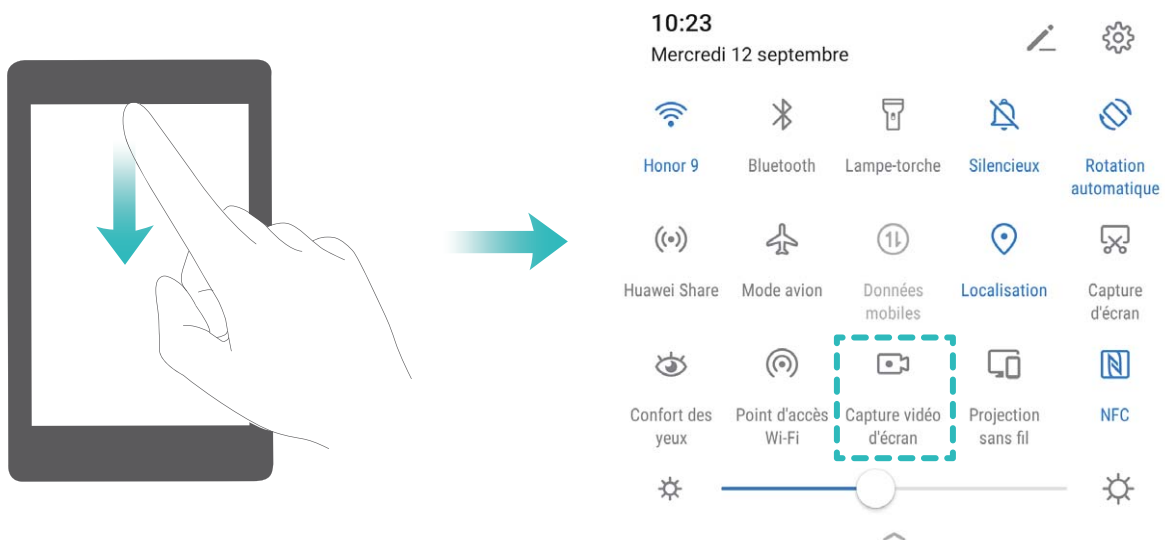 10:23
Mercredi 12 septembre
Honor 9
Bluetooth
Lampe-torche
Silencieux
Rotation
automatique
Huawei Share
Mode avion
Données
mobiles
Localisation
Capture
d'écran
Confort des
yeux
Point d'accès
Wi-Fi
Capture vidéo
d'écran
Projection
sans fil
NFC